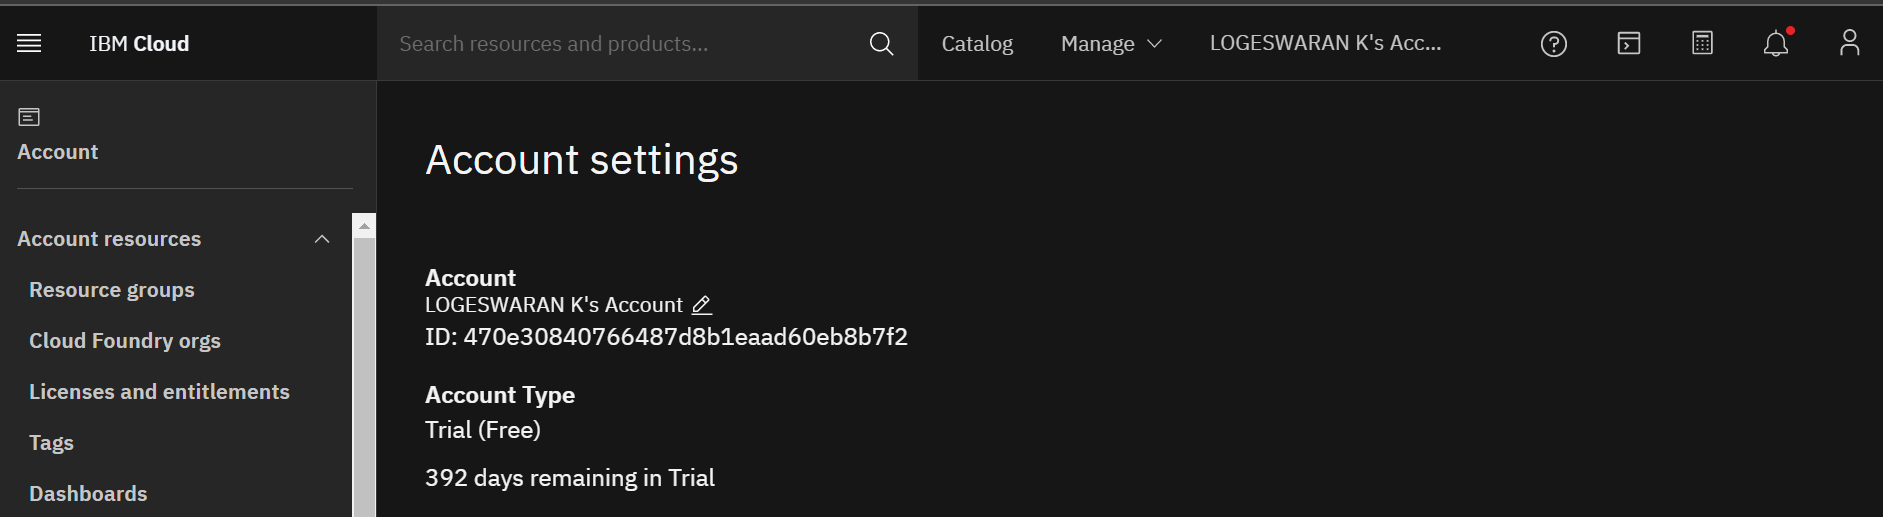 IBM Cloud
Search resources and products...
Catalog
Manage
LOGESWARAN K's Acc...
Account
Account resources
Resource groups
Cloud Foundry orgs
Licenses and entitlements
Tags
Dashboards
Account settings
Account
LOGESWARAN K's Account
ID: 470e30840766487d8b1eaad60eb8b7f2
Account Type
Trial (Free)
392 days remaining in Trial